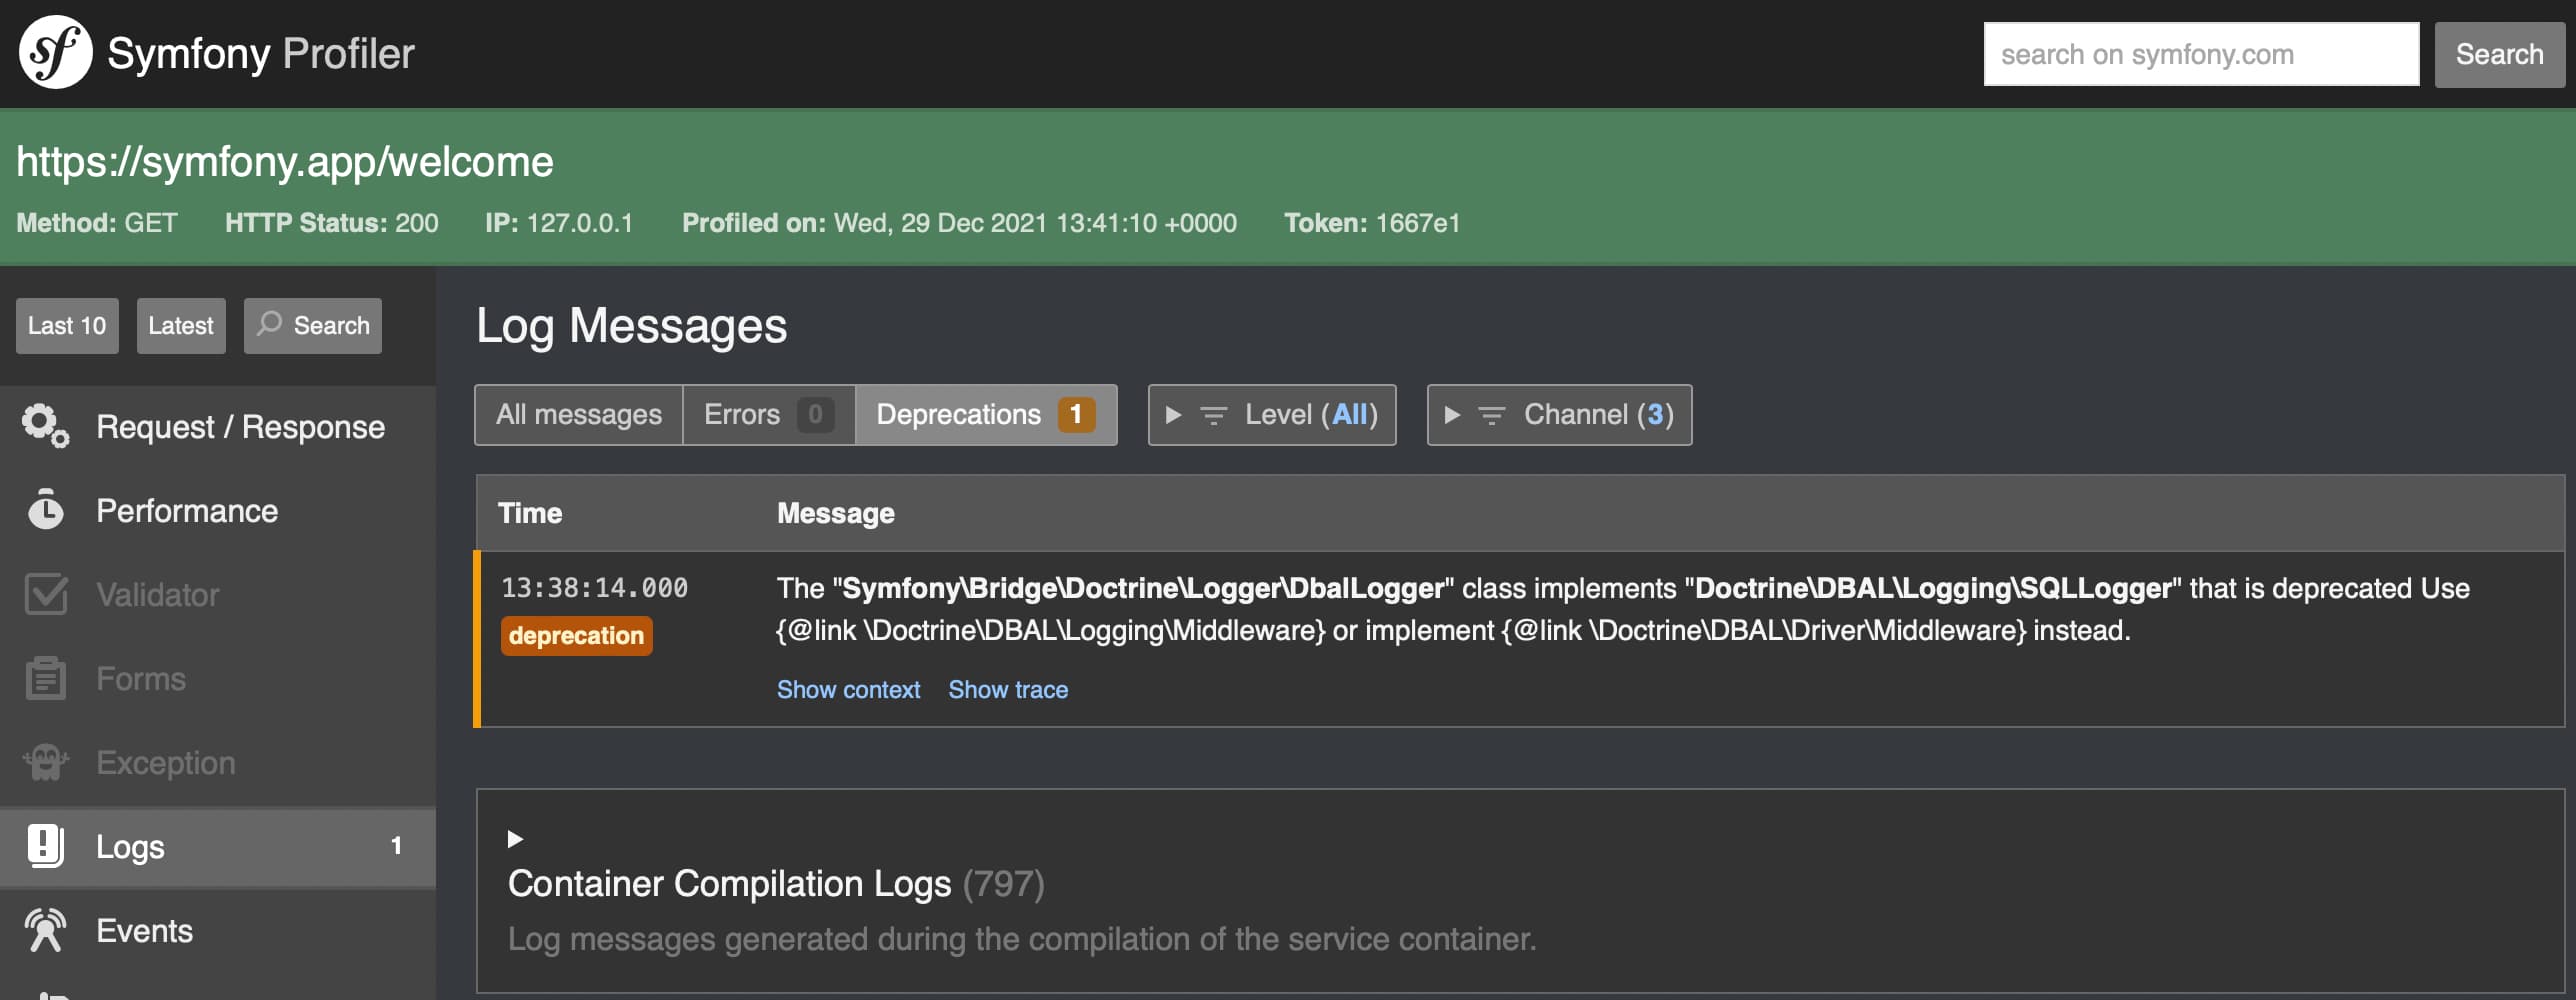 sf Symfony Profiler
search on symfony.com Search
https://symfony.app/welcome
Method: GET HTTP Status: 200 IP: 127.0.0.1 Profiled on: Wed, 29 Dec 2021 13:41:10 +0000 Token: 1667e1
Last 10 Latest Search
Request / Response
Performance
Validator
Forms
Exception
Logs 1
Events
Log Messages
All messages Errors 0 Deprecations 1 Level (All) Channel (3)
Time Message
13:38:14.000
deprecation
The "Symfony\Bridge\Doctrine\Logger\DbalLogger" class implements "Doctrine\DBAL\Logging\SQLLogger" that is deprecated Use
{@link \Doctrine\DBAL\Logging\Middleware} or implement {@link \Doctrine\DBAL\Driver\Middleware} instead.
Show context Show trace
Container Compilation Logs (797)
Log messages generated during the compilation of the service container.